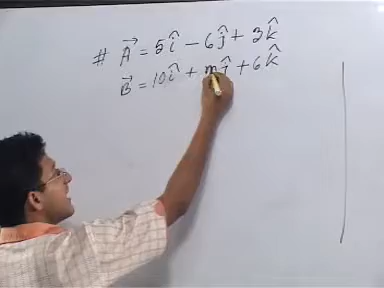 # A⃗ = 5î − 6ĵ + 3k̂
B⃗ = 10î + mĵ + 6k̂